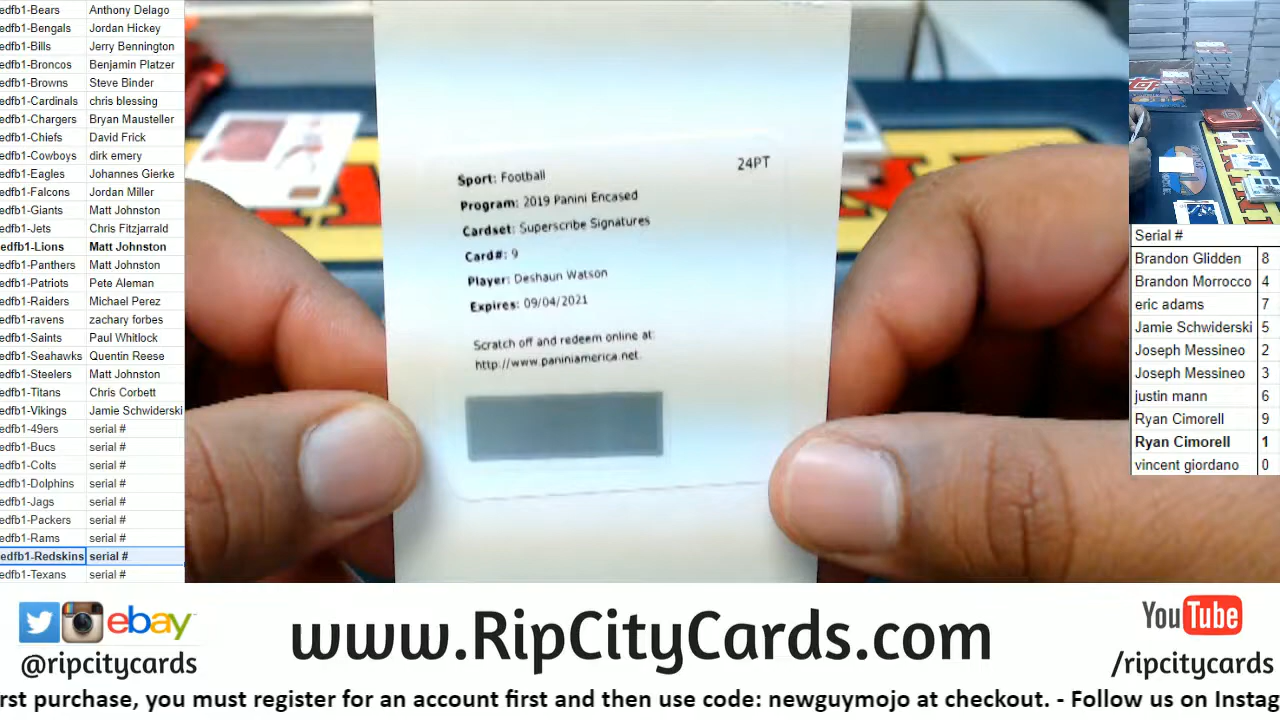 edfb1-Bears Anthony Delago
edfb1-Bengals Jordan Hickey
edfb1-Bills Jerry Bennington
edfb1-Broncos Benjamin Platzer
edfb1-Browns Steve Binder
edfb1-Cardinals chris blessing
edfb1-Chargers Bryan Mausteller
edfb1-Chiefs David Frick
edfb1-Cowboys dirk emery
edfb1-Eagles Johannes Gierke
edfb1-Falcons Jordan Miller
edfb1-Giants Matt Johnston
edfb1-Jets Chris Fitzjarrald
edfb1-Lions Matt Johnston
edfb1-Panthers Matt Johnston
edfb1-Patriots Pete Aleman
edfb1-Raiders Michael Perez
edfb1-ravens zachary forbes
edfb1-Saints Paul Whitlock
edfb1-Seahawks Quentin Reese
edfb1-Steelers Matt Johnston
edfb1-Titans Chris Corbett
edfb1-Vikings Jamie Schwiderski
edfb1-49ers serial #
edfb1-Bucs serial #
edfb1-Colts serial #
edfb1-Dolphins serial #
edfb1-Jags serial #
edfb1-Packers serial #
edfb1-Rams serial #
edfb1-Redskins serial #
edfb1-Texans serial #
24PT
Sport: Football
Program: 2019 Panini Encased
Cardset: Superscribe Signatures
Card#: 9
Player: Deshaun Watson
Expires: 09/04/2021
Scratch off and redeem online at:
http://www.paniniamerica.net.
Serial #
Brandon Glidden 8
Brandon Morrocco 4
eric adams 7
Jamie Schwiderski 5
Joseph Messineo 2
Joseph Messineo 3
justin mann 6
Ryan Cimorell 9
Ryan Cimorell 1
vincent giordano 0
ebay
@ripcitycards
www.RipCityCards.com
YouTube
/ripcitycards
rst purchase, you must register for an account first and then use code: newguymojo at checkout. - Follow us on Instag